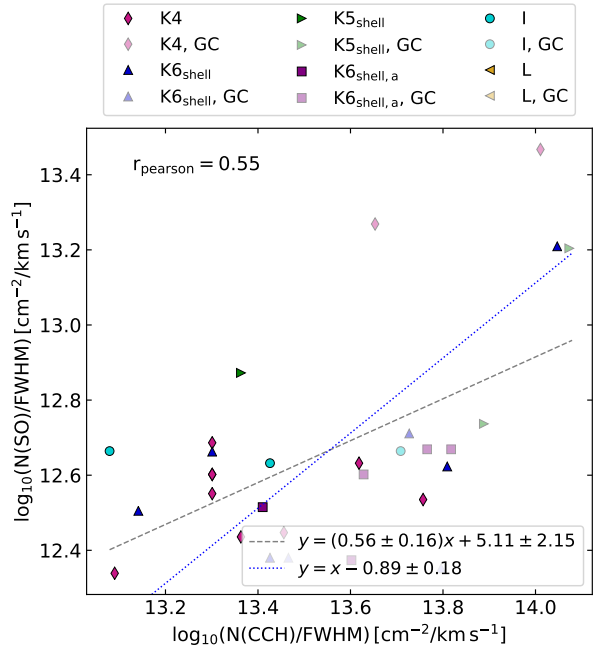 K4 K5shell I
K4, GC K5shell, GC I, GC
K6shell K6shell, a L
K6shell, GC K6shell, a, GC L, GC
rpearson = 0.55
log10(N(SO)/FWHM) [cm−2/km s−1]
13.4
13.2
13.0
12.8
12.6
12.4
y = (0.56 ± 0.16)x + 5.11 ± 2.15
y = x − 0.89 ± 0.18
13.2 13.4 13.6 13.8 14.0
log10(N(CCH)/FWHM) [cm−2/km s−1]